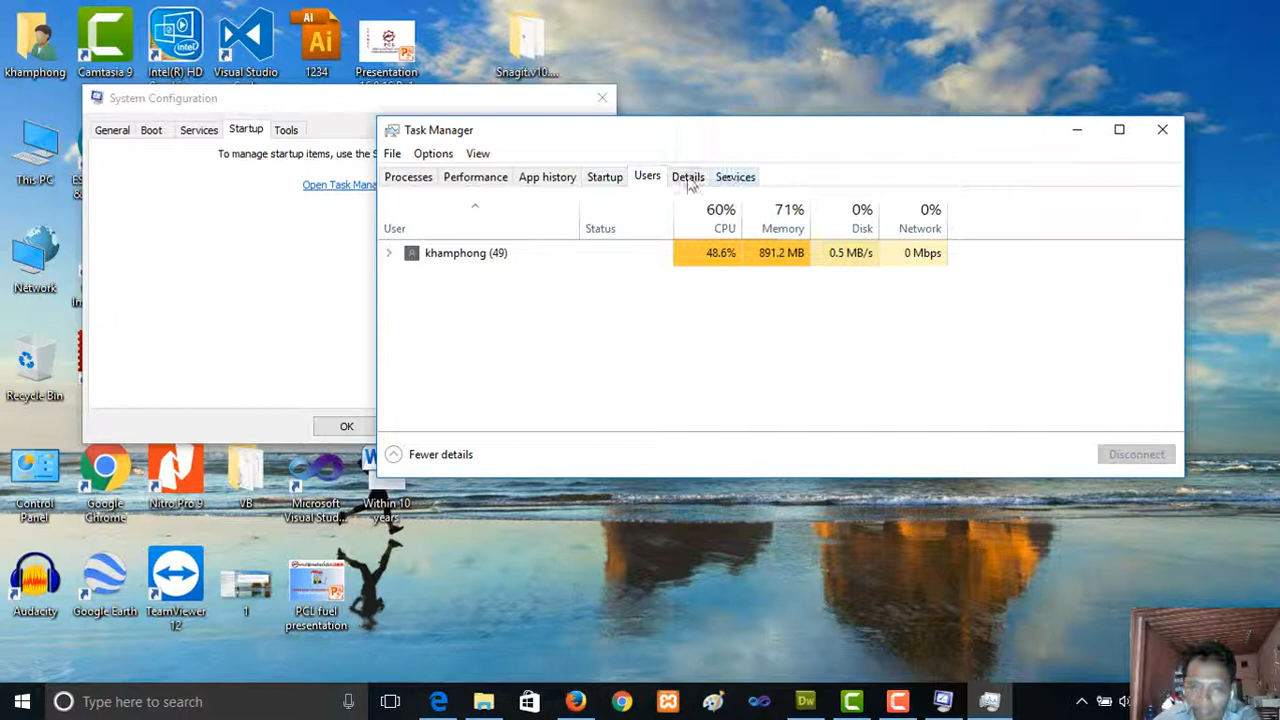 khamphong
Camtasia 9
Intel(R) HD
Visual Studio
Ai
1234
Presentation
Snagit.v10....
System Configuration
General
Boot
Services
Startup
Tools
To manage startup items, use the
Open Task Mana
OK
Task Manager
File
Options
View
Processes
Performance
App history
Startup
Users
Details
Services
60%
71%
0%
0%
User
Status
CPU
Memory
Disk
Network
khamphong (49)
48.6%
891.2 MB
0.5 MB/s
0 Mbps
Fewer details
Disconnect
This PC
Network
Recycle Bin
Control
Panel
Google
Chrome
Nitro Pro 9
VB
Microsoft
Visual Stud...
Within 10
years
Audacity
Google Earth
TeamViewer
12
1
PCL fuel
presentation
Type here to search
Dw